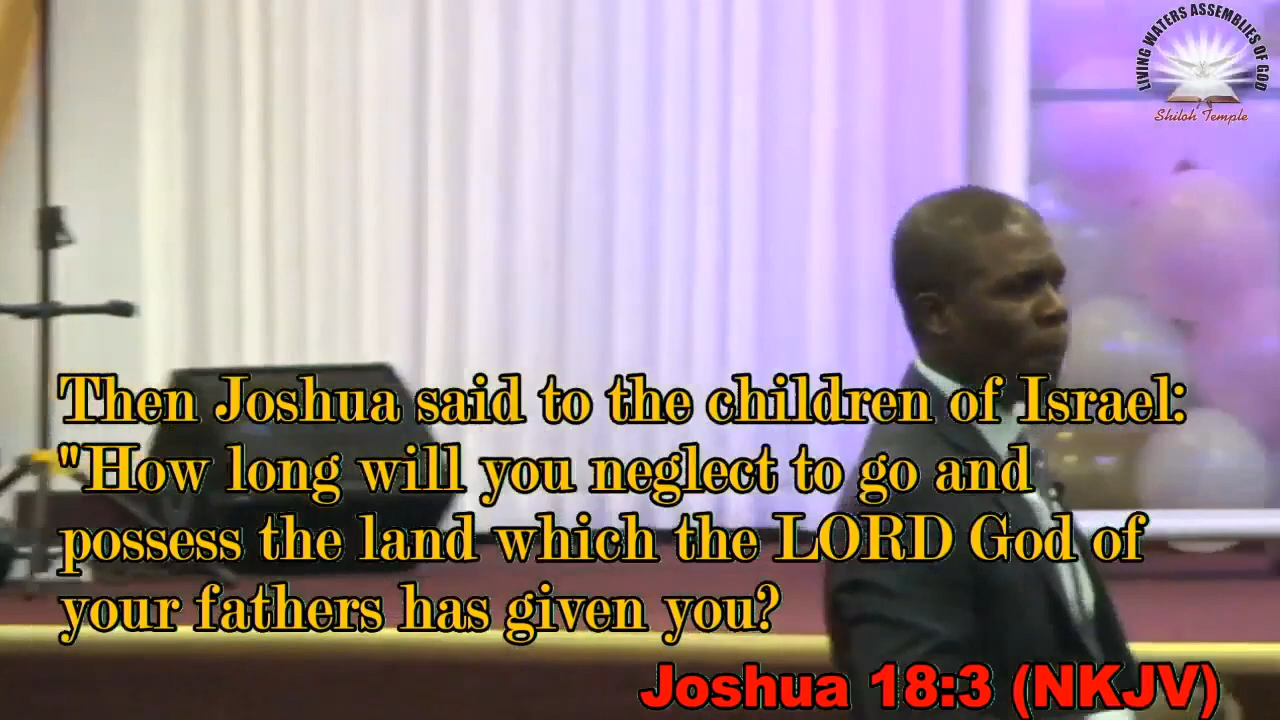 LIVING WATERS ASSEMBLIES OF GOD
Shiloh Temple
Then Joshua said to the children of Israel:
"How long will you neglect to go and
possess the land which the LORD God of
your fathers has given you?
Joshua 18:3 (NKJV)